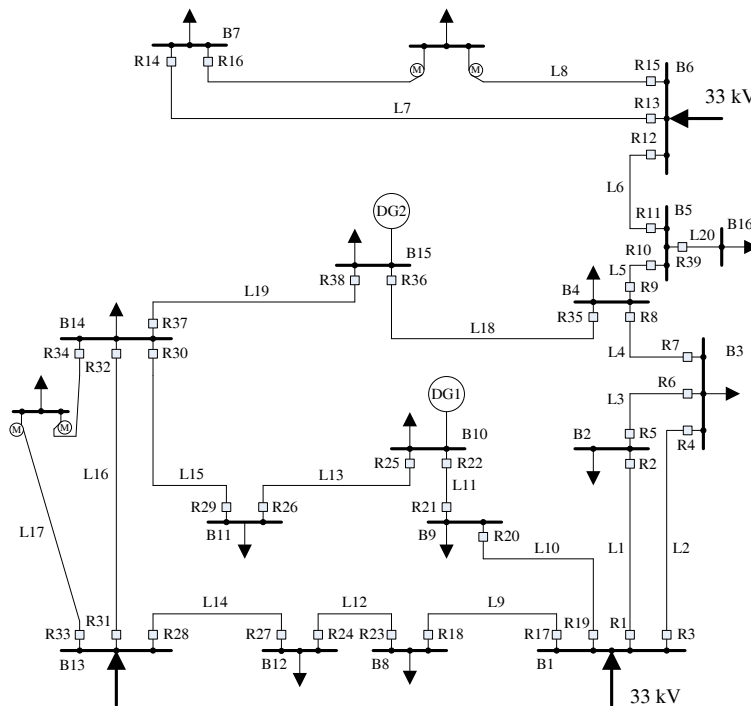 B7
R14 R16
M M
L8
R15
B6
L7
R13
33 kV
R12
L6
R11
B5
L20
B16
R10
R39
DG2
B15
R38 R36
L5
R9
B4
R35 R8
L19
B14
R37
R34 R32 R30
L18
L4
R7
B3
R6
L3
R4
DG1
B10
R25 R22
B2
R5
R2
M M
L16
L15
L13
L11
R29 R26
B11
R21
B9
R20
L17
L10
L1
L2
L14
L12
L9
R33 R31 R28
R27 R24
R23 R18
R17 R19 R1 R3
B13
B12
B8
B1
33 kV